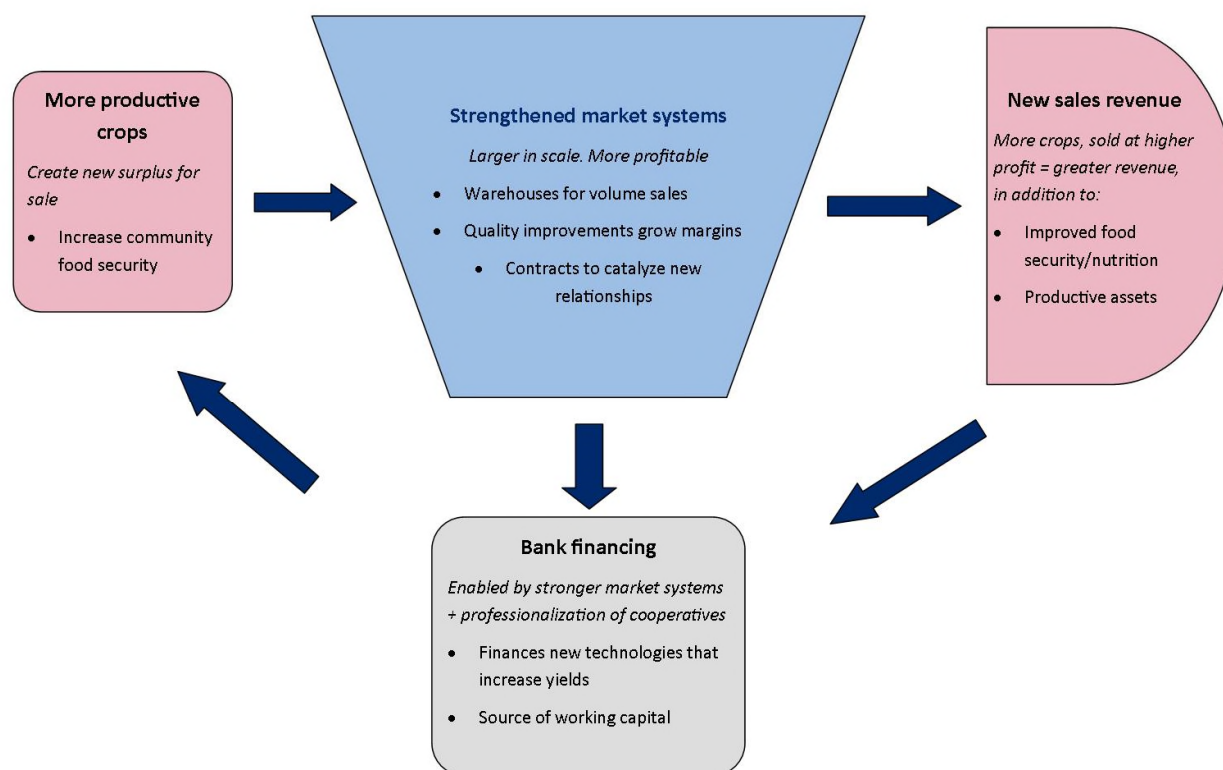 More productive
crops
Create new surplus for
sale
• Increase community
food security
Strengthened market systems
Larger in scale. More profitable
• Warehouses for volume sales
• Quality improvements grow margins
• Contracts to catalyze new
relationships
New sales revenue
More crops, sold at higher
profit = greater revenue,
in addition to:
• Improved food
security/nutrition
• Productive assets
Bank financing
Enabled by stronger market systems
+ professionalization of cooperatives
• Finances new technologies that
increase yields
• Source of working capital